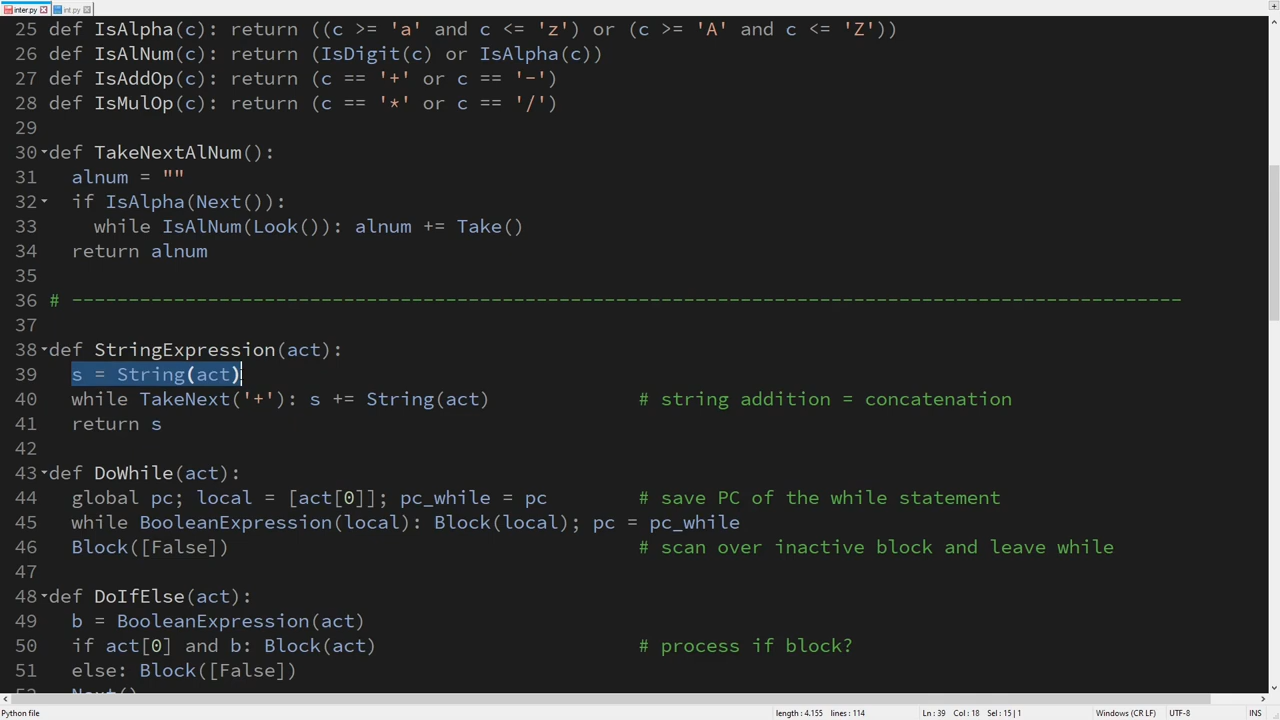 inter.py int.py
25 def IsAlpha(c): return ((c >= 'a' and c <= 'z') or (c >= 'A' and c <= 'Z'))
26 def IsAlNum(c): return (IsDigit(c) or IsAlpha(c))
27 def IsAddOp(c): return (c == '+' or c == '-')
28 def IsMulOp(c): return (c == '*' or c == '/')
29
30 def TakeNextAlNum():
31 alnum = ""
32 if IsAlpha(Next()):
33 while IsAlNum(Look()): alnum += Take()
34 return alnum
35
36 # --------------------------------------------------------------------------------------------------
37
38 def StringExpression(act):
39 s = String(act)
40 while TakeNext('+'): s += String(act) # string addition = concatenation
41 return s
42
43 def DoWhile(act):
44 global pc; local = [act[0]]; pc_while = pc # save PC of the while statement
45 while BooleanExpression(local): Block(local); pc = pc_while
46 Block([False]) # scan over inactive block and leave while
47
48 def DoIfElse(act):
49 b = BooleanExpression(act)
50 if act[0] and b: Block(act) # process if block?
51 else: Block([False])
52 Next()
Python file length : 4.155 lines : 114 Ln : 39 Col : 18 Sel : 15 | 1 Windows (CR LF) UTF-8 INS